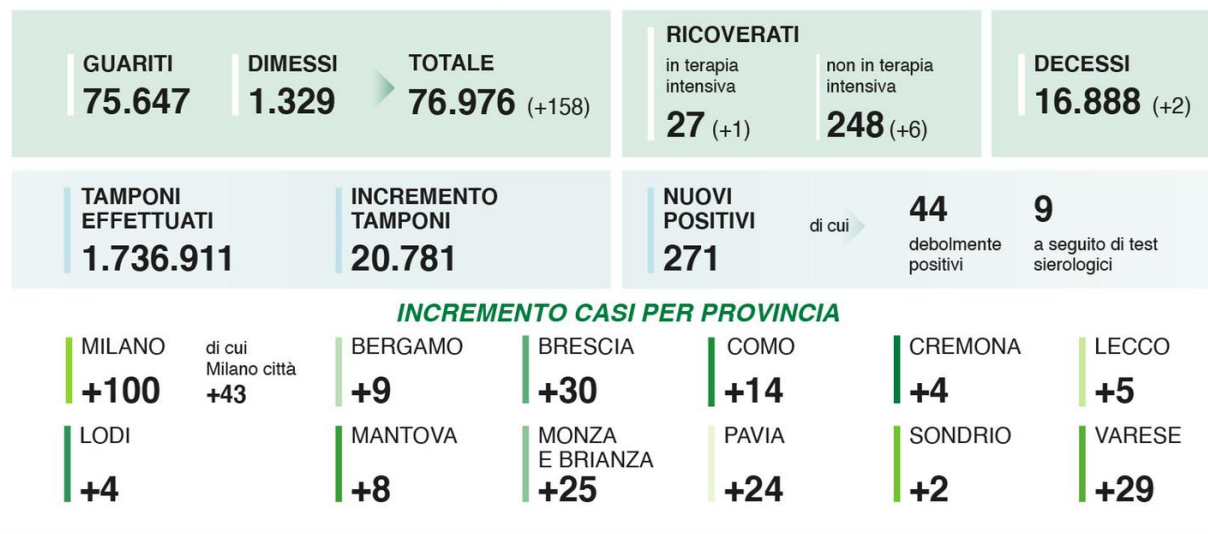 GUARITI
75.647
DIMESSI
1.329
TOTALE
76.976 (+158)
RICOVERATI
in terapia
intensiva
27 (+1)
non in terapia
intensiva
248 (+6)
DECESSI
16.888 (+2)
TAMPONI
EFFETTUATI
1.736.911
INCREMENTO
TAMPONI
20.781
NUOVI
POSITIVI
271
di cui
44
debolmente
positivi
9
a seguito di test
sierologici
INCREMENTO CASI PER PROVINCIA
MILANO
+100
di cui
Milano città
+43
BERGAMO
+9
BRESCIA
+30
COMO
+14
CREMONA
+4
LECCO
+5
LODI
+4
MANTOVA
+8
MONZA
E BRIANZA
+25
PAVIA
+24
SONDRIO
+2
VARESE
+29